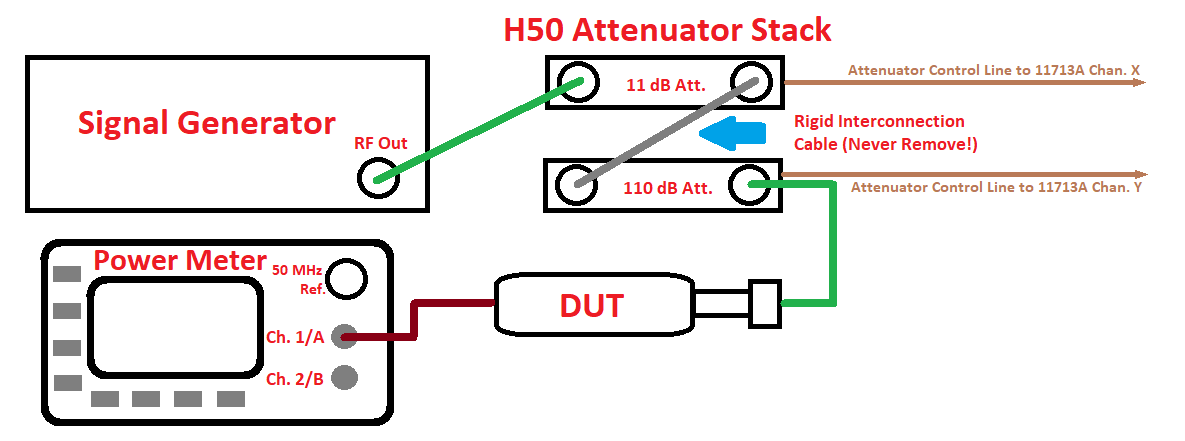 H50 Attenuator Stack
Signal Generator
RF Out
11 dB Att.
Attenuator Control Line to 11713A Chan. X
Rigid Interconnection
Cable (Never Remove!)
110 dB Att.
Attenuator Control Line to 11713A Chan. Y
Power Meter
50 MHz
Ref.
Ch. 1/A
Ch. 2/B
DUT